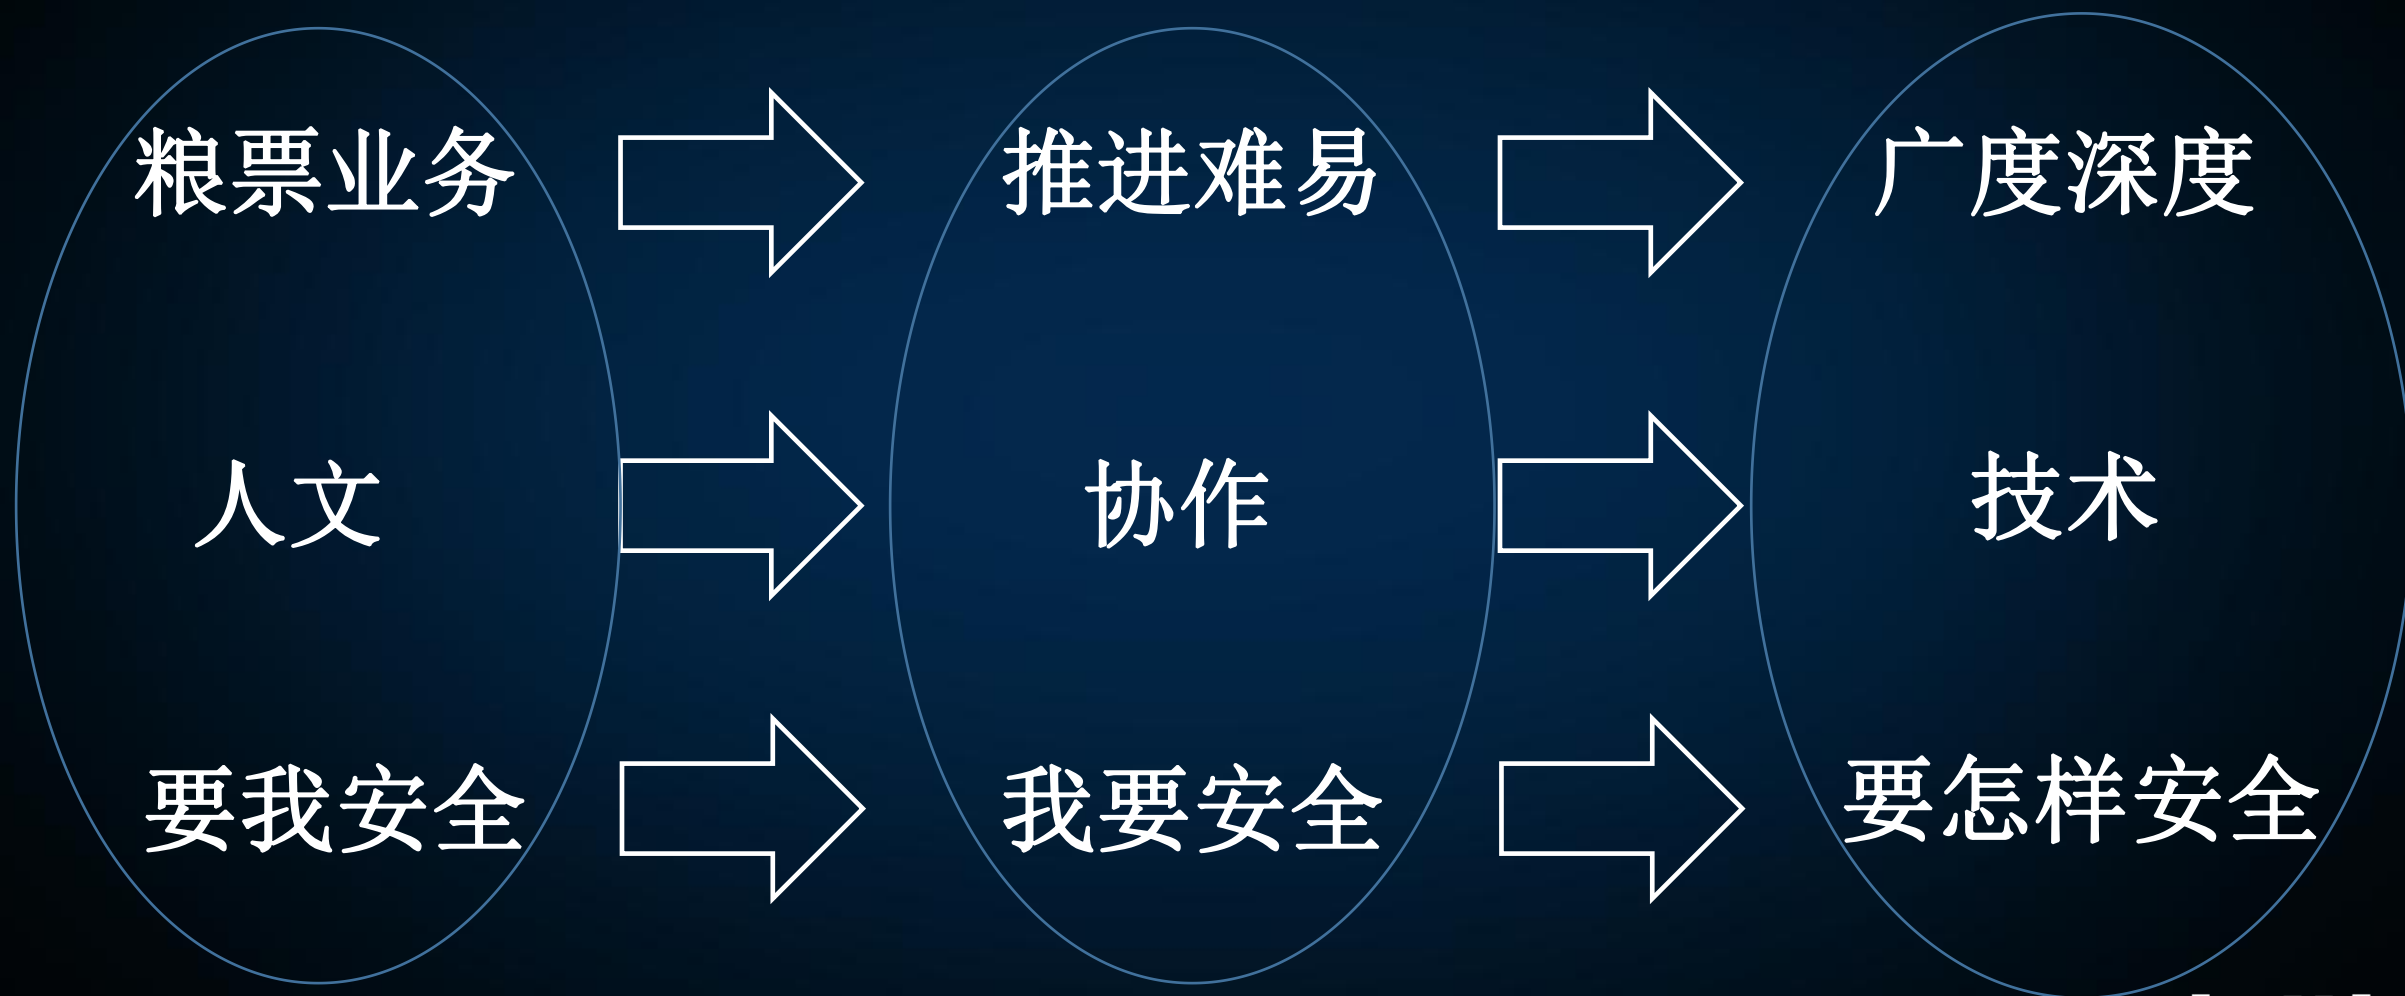 粮票业务
推进难易
广度深度
人文
协作
技术
要我安全
我要安全
要怎样安全